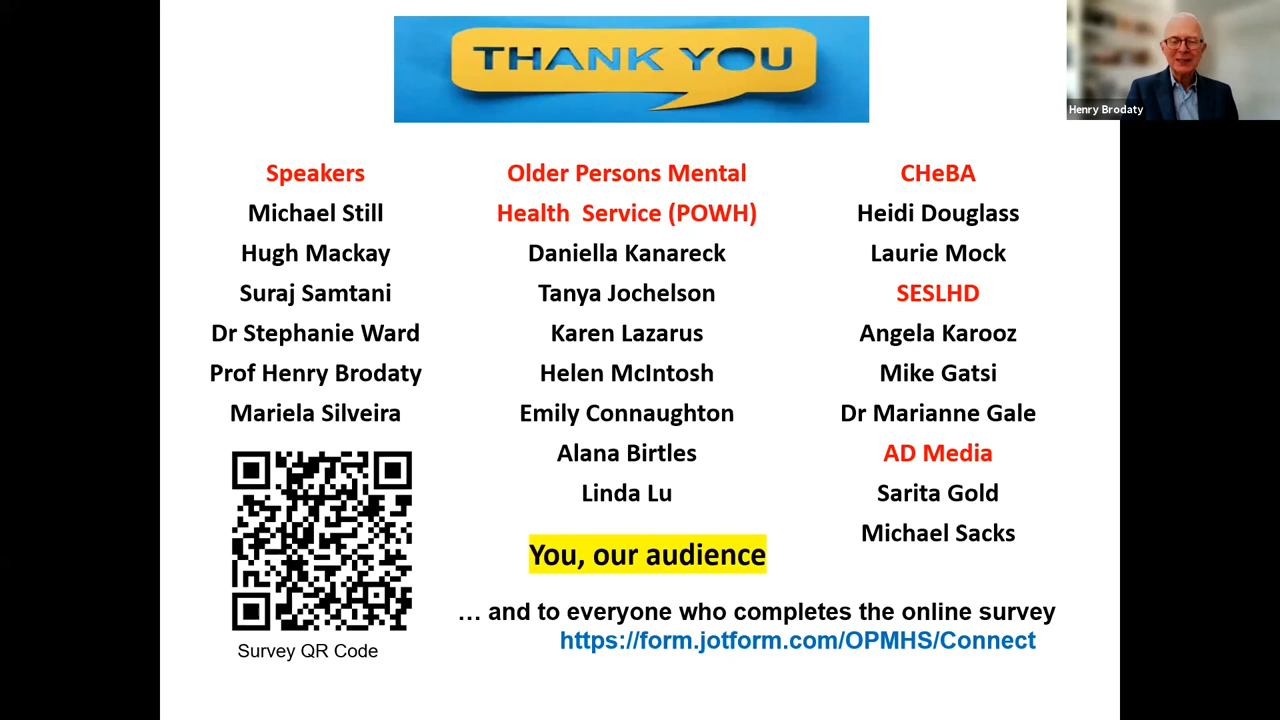 THANK YOU
Henry Brodaty
Speakers
Michael Still
Hugh Mackay
Suraj Samtani
Dr Stephanie Ward
Prof Henry Brodaty
Mariela Silveira
Survey QR Code
Older Persons Mental
Health Service (POWH)
Daniella Kanareck
Tanya Jochelson
Karen Lazarus
Helen McIntosh
Emily Connaughton
Alana Birtles
Linda Lu
You, our audience
CHeBA
Heidi Douglass
Laurie Mock
SESLHD
Angela Karooz
Mike Gatsi
Dr Marianne Gale
AD Media
Sarita Gold
Michael Sacks
… and to everyone who completes the online survey
https://form.jotform.com/OPMHS/Connect